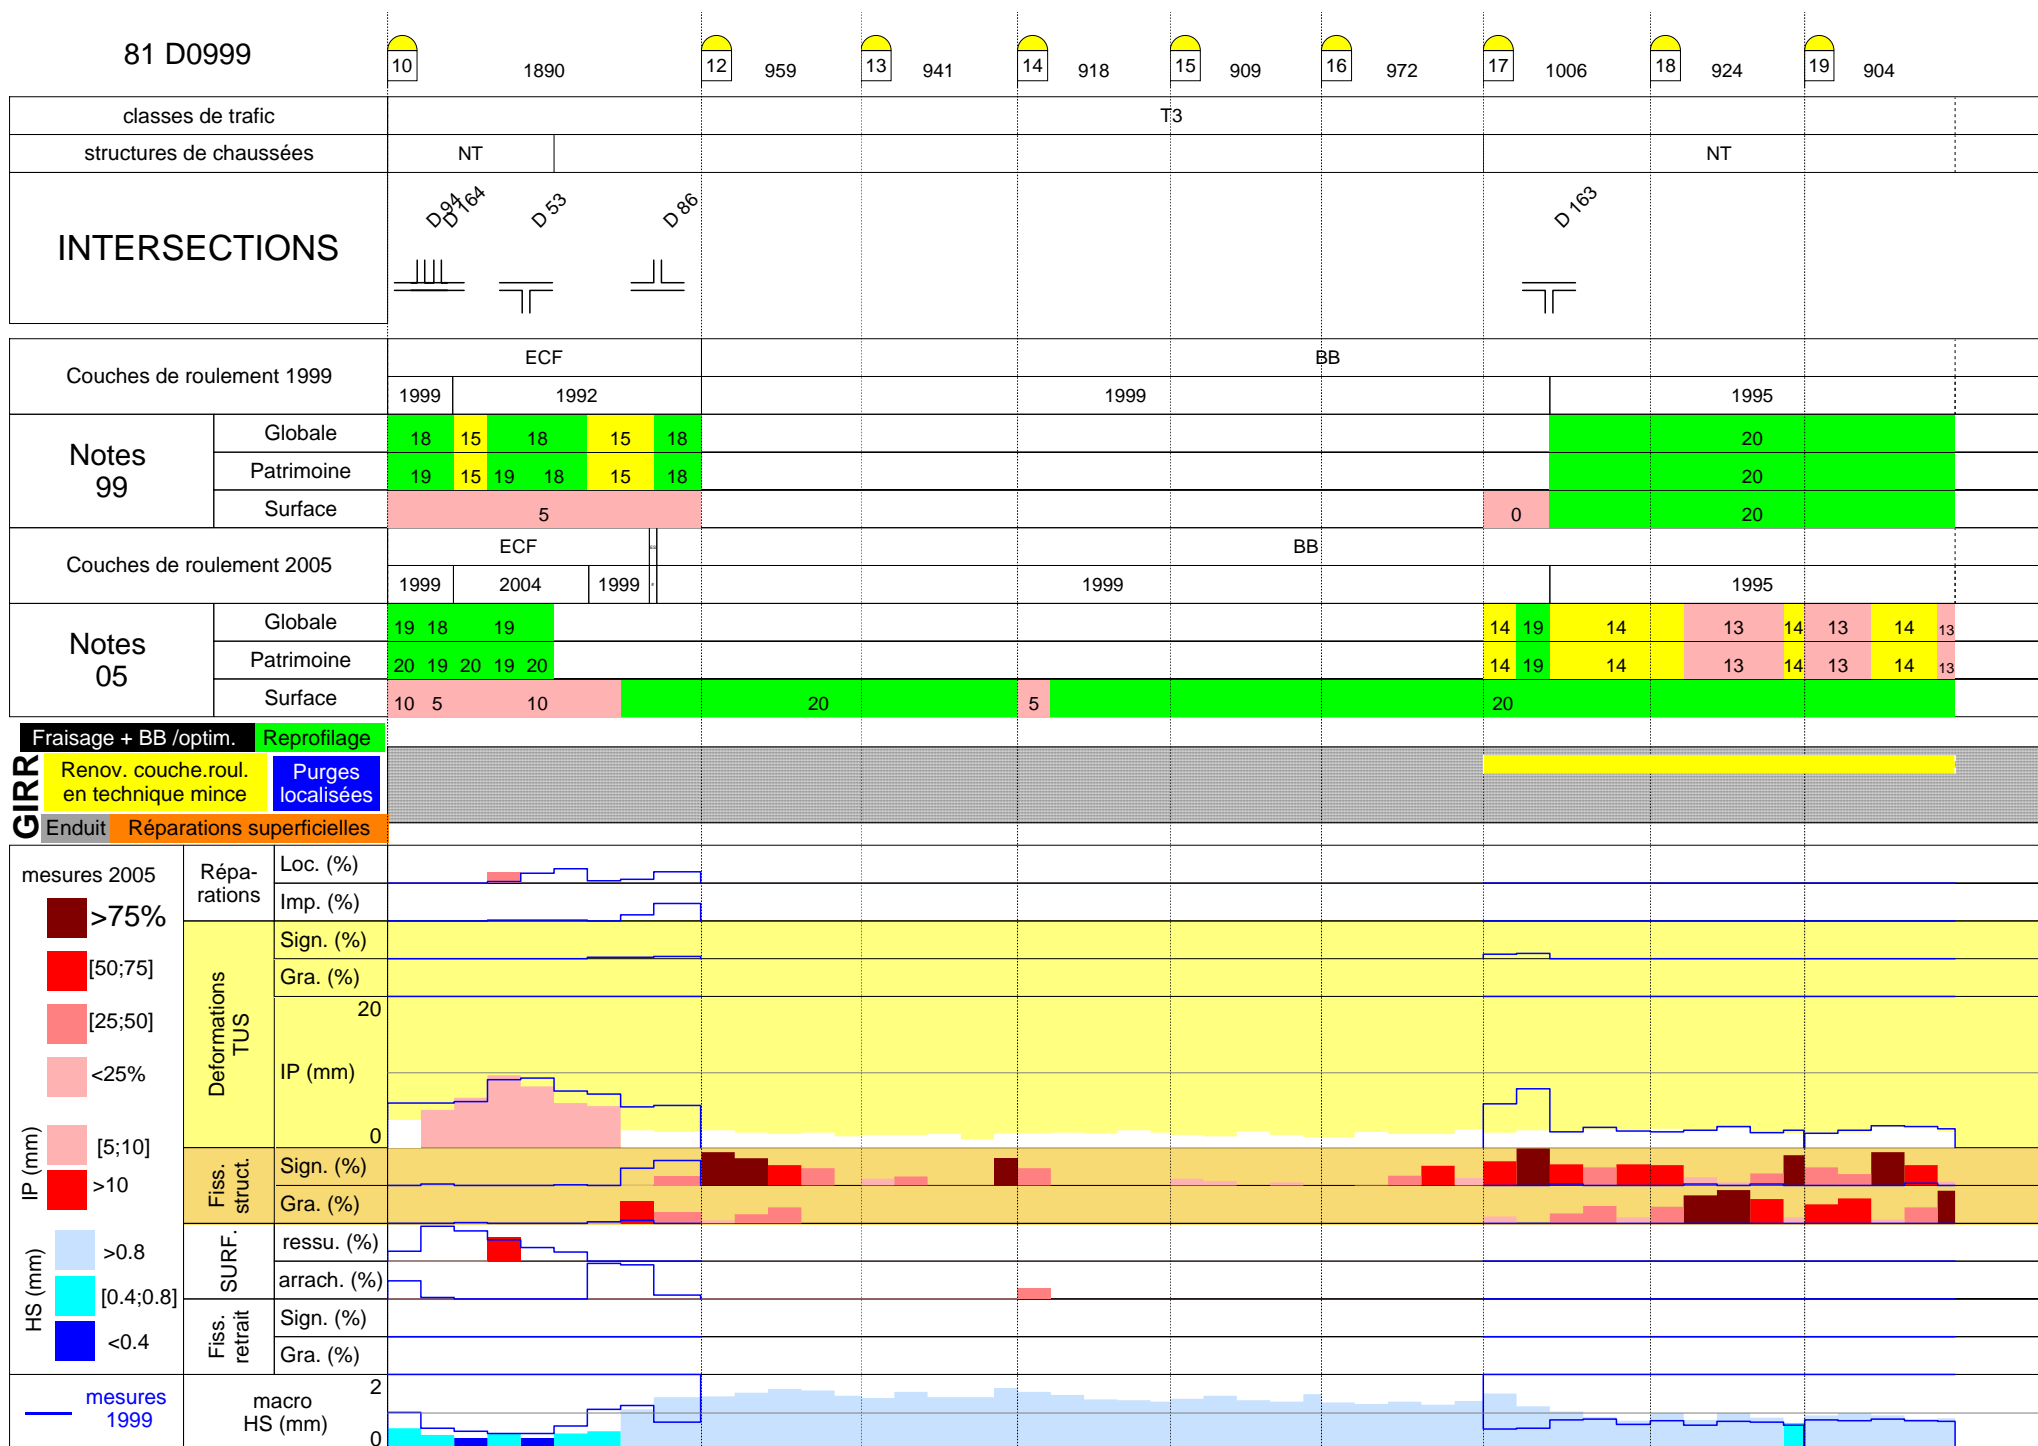 81 D0999
10 1890 12 959 13 941 14 918 15 909 16 972 17 1006 18 924 19 904
classes de trafic T3
structures de chaussées NT NT
INTERSECTIONS
D 94 D 164 D 53 D 86 D 163
Couches de roulement 1999
ECF BB
1999 1992 1999 1995
Notes 99
Globale 18 15 18 15 18 20
Patrimoine 19 15 19 18 15 18 20
Surface 5 0 20
Couches de roulement 2005
ECF BB
1999 2004 1999 1999 1995
Notes 05
Globale 19 18 19 14 19 14 13 14 13 14 13
Patrimoine 20 19 20 19 20 14 19 14 13 14 13 14 13
Surface 10 5 10 20 5 20
GIRR
Fraisage + BB /optim. Reprofilage
Renov. couche.roul.
en technique mince
Purges
localisées
Enduit Réparations superficielles
mesures 2005
>75%
[50;75]
[25;50]
<25%
IP (mm)
[5;10]
>10
HS (mm)
>0.8
[0.4;0.8]
<0.4
mesures
1999
Répa-
rations
Loc. (%)
Imp. (%)
Deformations
TUS
Sign. (%)
Gra. (%)
20
IP (mm)
0
Fiss.
struct.
Sign. (%)
Gra. (%)
SURF.
ressu. (%)
arrach. (%)
Fiss.
retrait
Sign. (%)
Gra. (%)
macro
HS (mm)
2
0